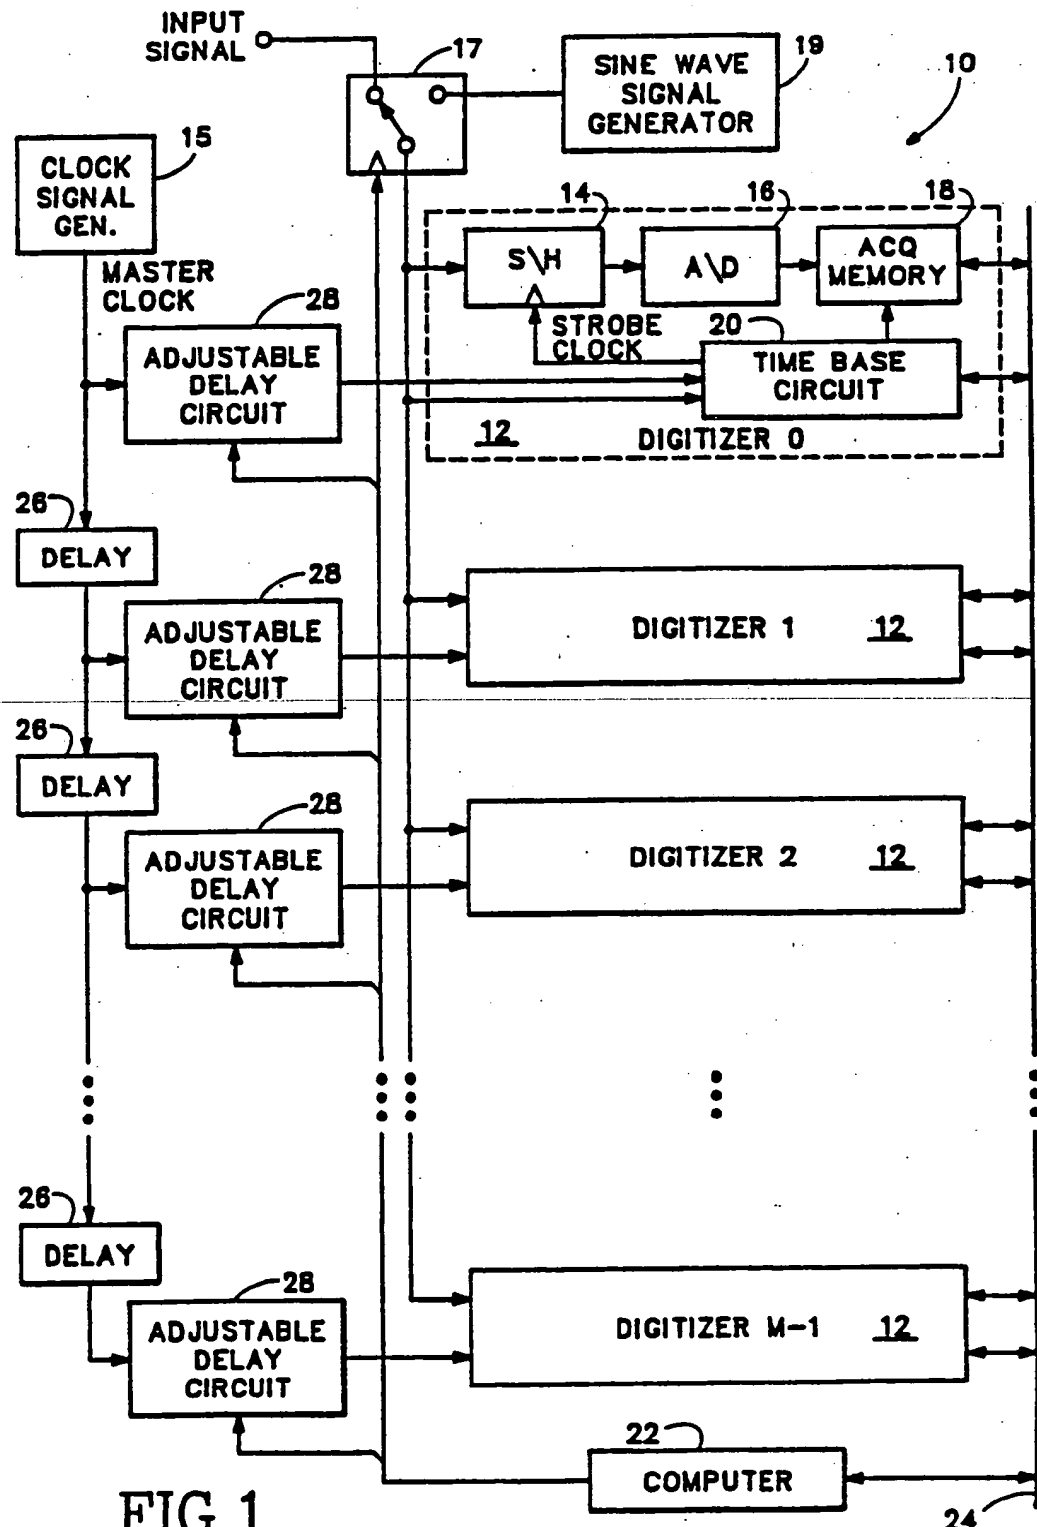 INPUT
SIGNAL
17
SINE WAVE
SIGNAL
GENERATOR
19
10
CLOCK
SIGNAL
GEN.
15
MASTER
CLOCK
14
16
18
S\H
A\D
ACQ
MEMORY
STROBE
CLOCK
20
TIME BASE
CIRCUIT
12
DIGITIZER 0
28
ADJUSTABLE
DELAY
CIRCUIT
26
DELAY
28
ADJUSTABLE
DELAY
CIRCUIT
DIGITIZER 1 12
26
DELAY
28
ADJUSTABLE
DELAY
CIRCUIT
DIGITIZER 2 12
26
DELAY
28
ADJUSTABLE
DELAY
CIRCUIT
DIGITIZER M-1 12
22
COMPUTER
24
FIG.1